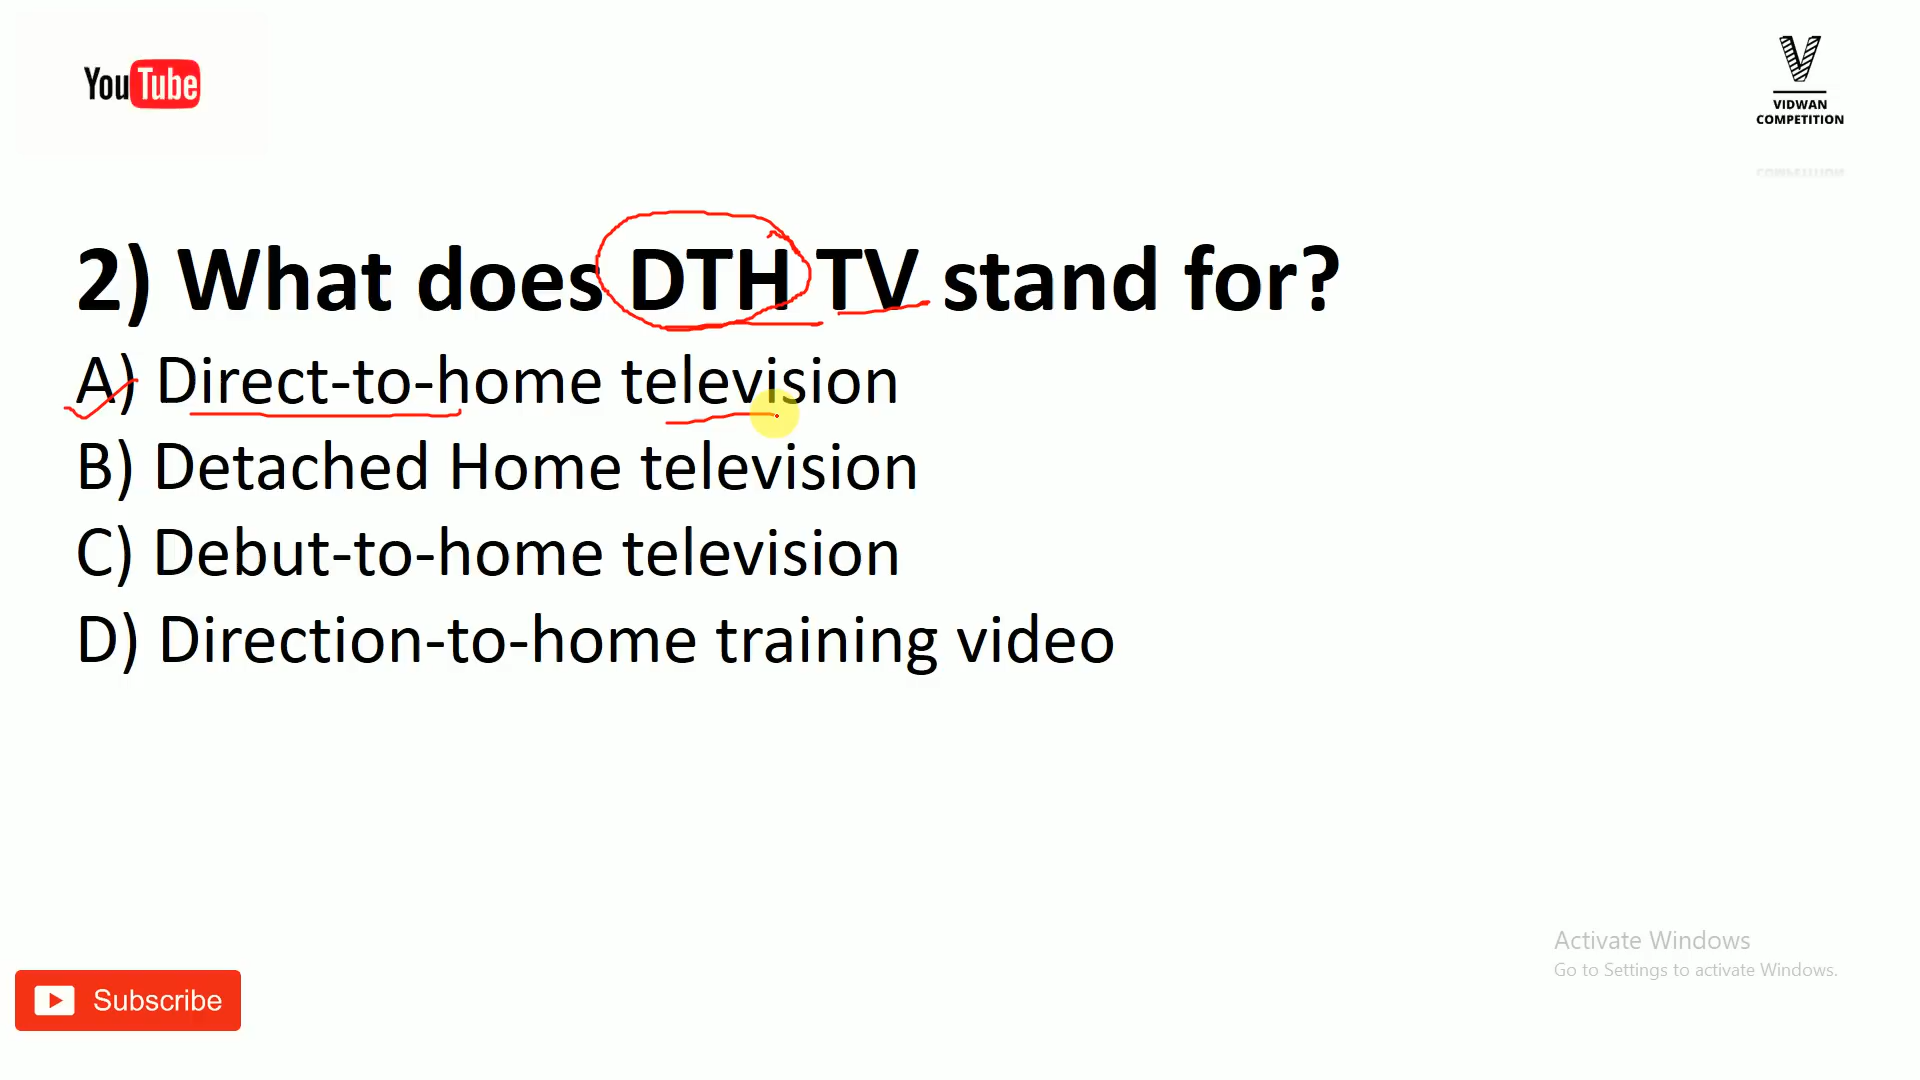 YouTube
VIDWAN
COMPETITION
2) What does DTH TV stand for?
A) Direct-to-home television
B) Detached Home television
C) Debut-to-home television
D) Direction-to-home training video
Activate Windows
Go to Settings to activate Windows.
Subscribe